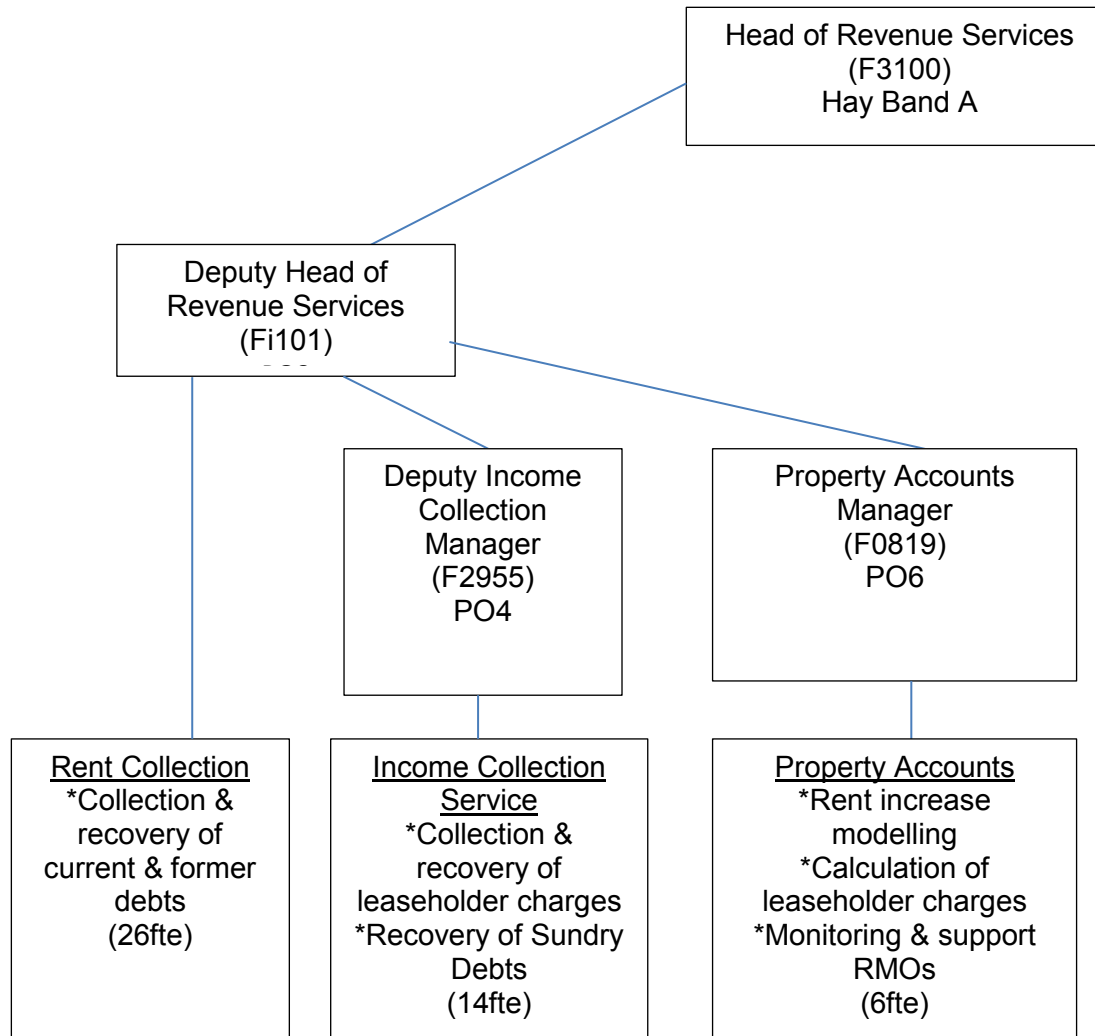 Head of Revenue Services
(F3100)
Hay Band A
Deputy Head of
Revenue Services
(Fi101)
Deputy Income
Collection
Manager
(F2955)
PO4
Property Accounts
Manager
(F0819)
PO6
Rent Collection
*Collection &
recovery of
current & former
debts
(26fte)
Income Collection
Service
*Collection &
recovery of
leaseholder charges
*Recovery of Sundry
Debts
(14fte)
Property Accounts
*Rent increase
modelling
*Calculation of
leaseholder charges
*Monitoring & support
RMOs
(6fte)